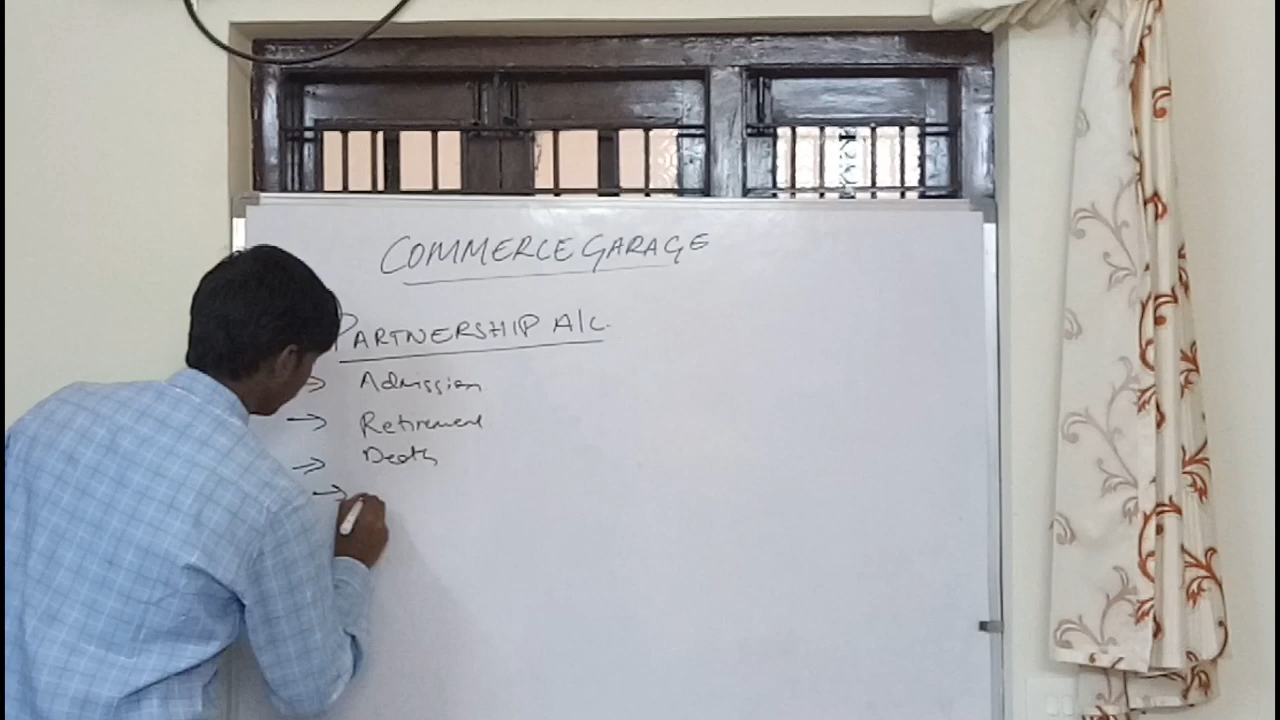 COMMERCE GARAGE
PARTNERSHIP A/C.
→ Admission
→ Retirement
→ Death
→